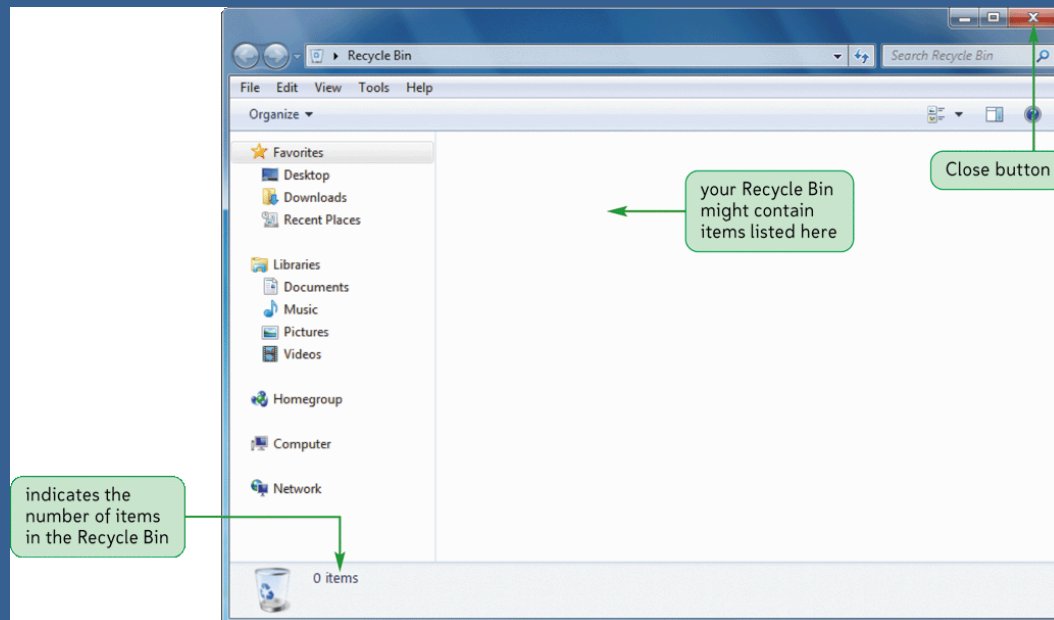 Recycle Bin
Search Recycle Bin
File Edit View Tools Help
Organize
Favorites
Desktop
Downloads
Recent Places
Libraries
Documents
Music
Pictures
Videos
Homegroup
Computer
Network
0 items
Close button
your Recycle Bin
might contain
items listed here
indicates the
number of items
in the Recycle Bin